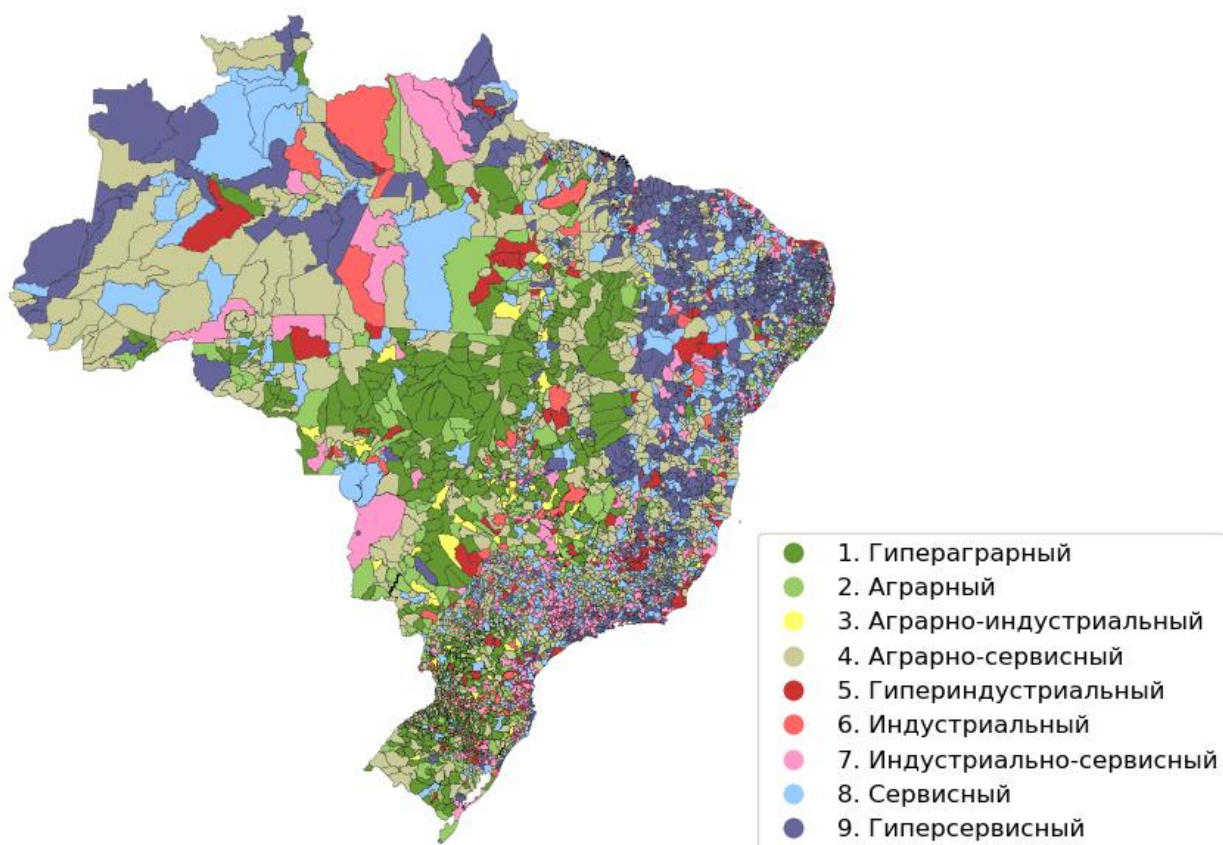 1. Гипераграрный
2. Аграрный
3. Аграрно-индустриальный
4. Аграрно-сервисный
5. Гипериндустриальный
6. Индустриальный
7. Индустриально-сервисный
8. Сервисный
9. Гиперсервисный